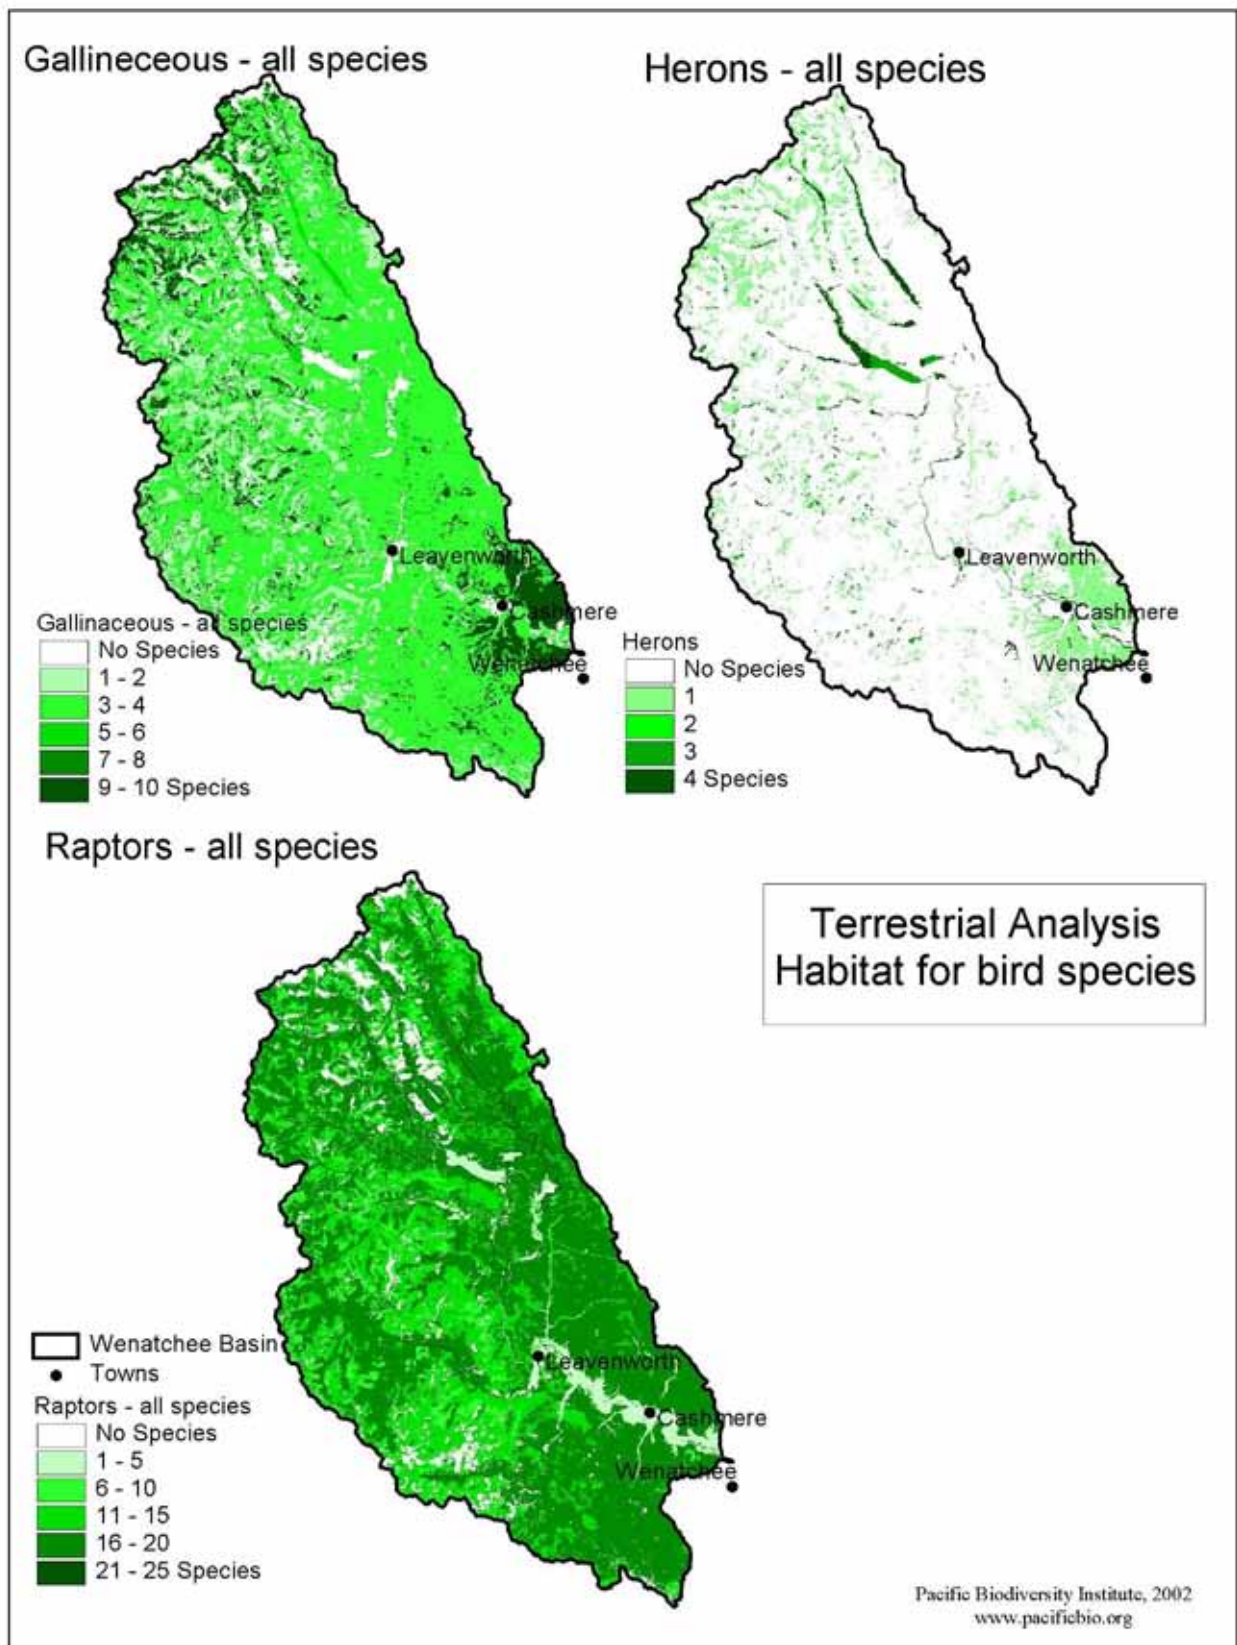 Gallineceous - all species
Leavenworth
Cashmere
Wenatchee
Gallinaceous - all species
No Species
1 - 2
3 - 4
5 - 6
7 - 8
9 - 10 Species
Herons - all species
Leavenworth
Cashmere
Wenatchee
Herons
No Species
1
2
3
4 Species
Raptors - all species
Leavenworth
Cashmere
Wenatchee
Wenatchee Basin
Towns
Raptors - all species
No Species
1 - 5
6 - 10
11 - 15
16 - 20
21 - 25 Species
Terrestrial Analysis
Habitat for bird species
Pacific Biodiversity Institute, 2002
www.pacificbio.org